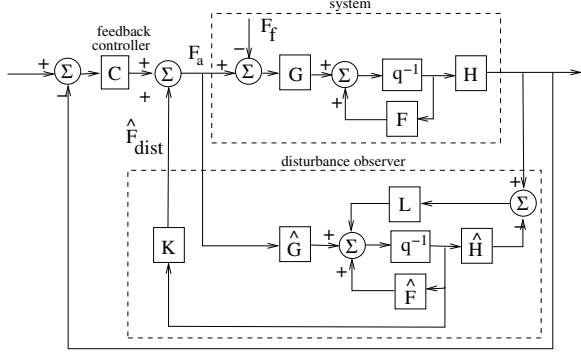 system
feedback
controller
F_f
+
Σ
−
C
+
+
Σ
F_a
+
−
Σ
G
+
Σ
+
q⁻¹
H
F
F̂_dist
disturbance observer
L
+
Σ
−
K
Ĝ
+
Σ
+
q⁻¹
Ĥ
F̂